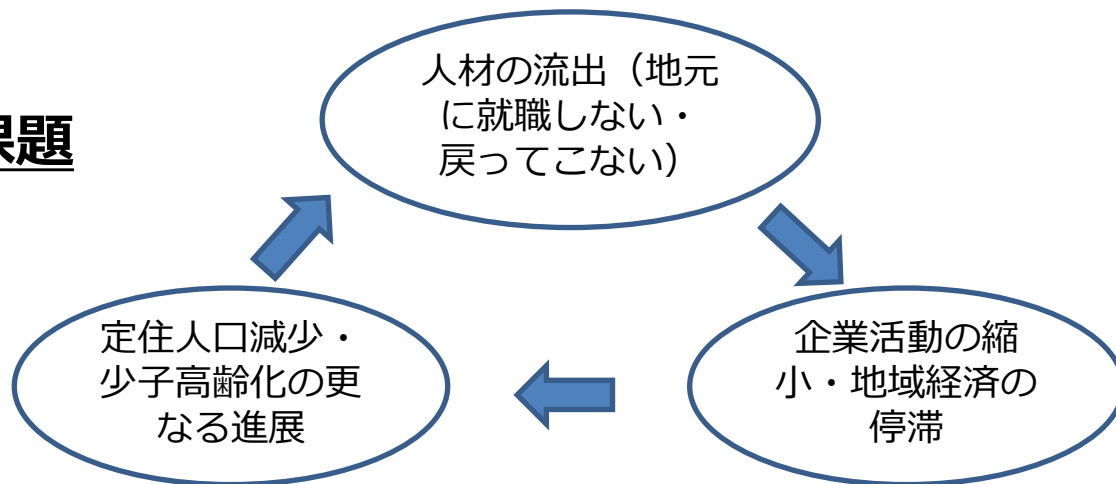 課題
人材の流出（地元
に就職しない・
戻ってこない）
定住人口減少・
少子高齢化の更
なる進展
企業活動の縮
小・地域経済の
停滞